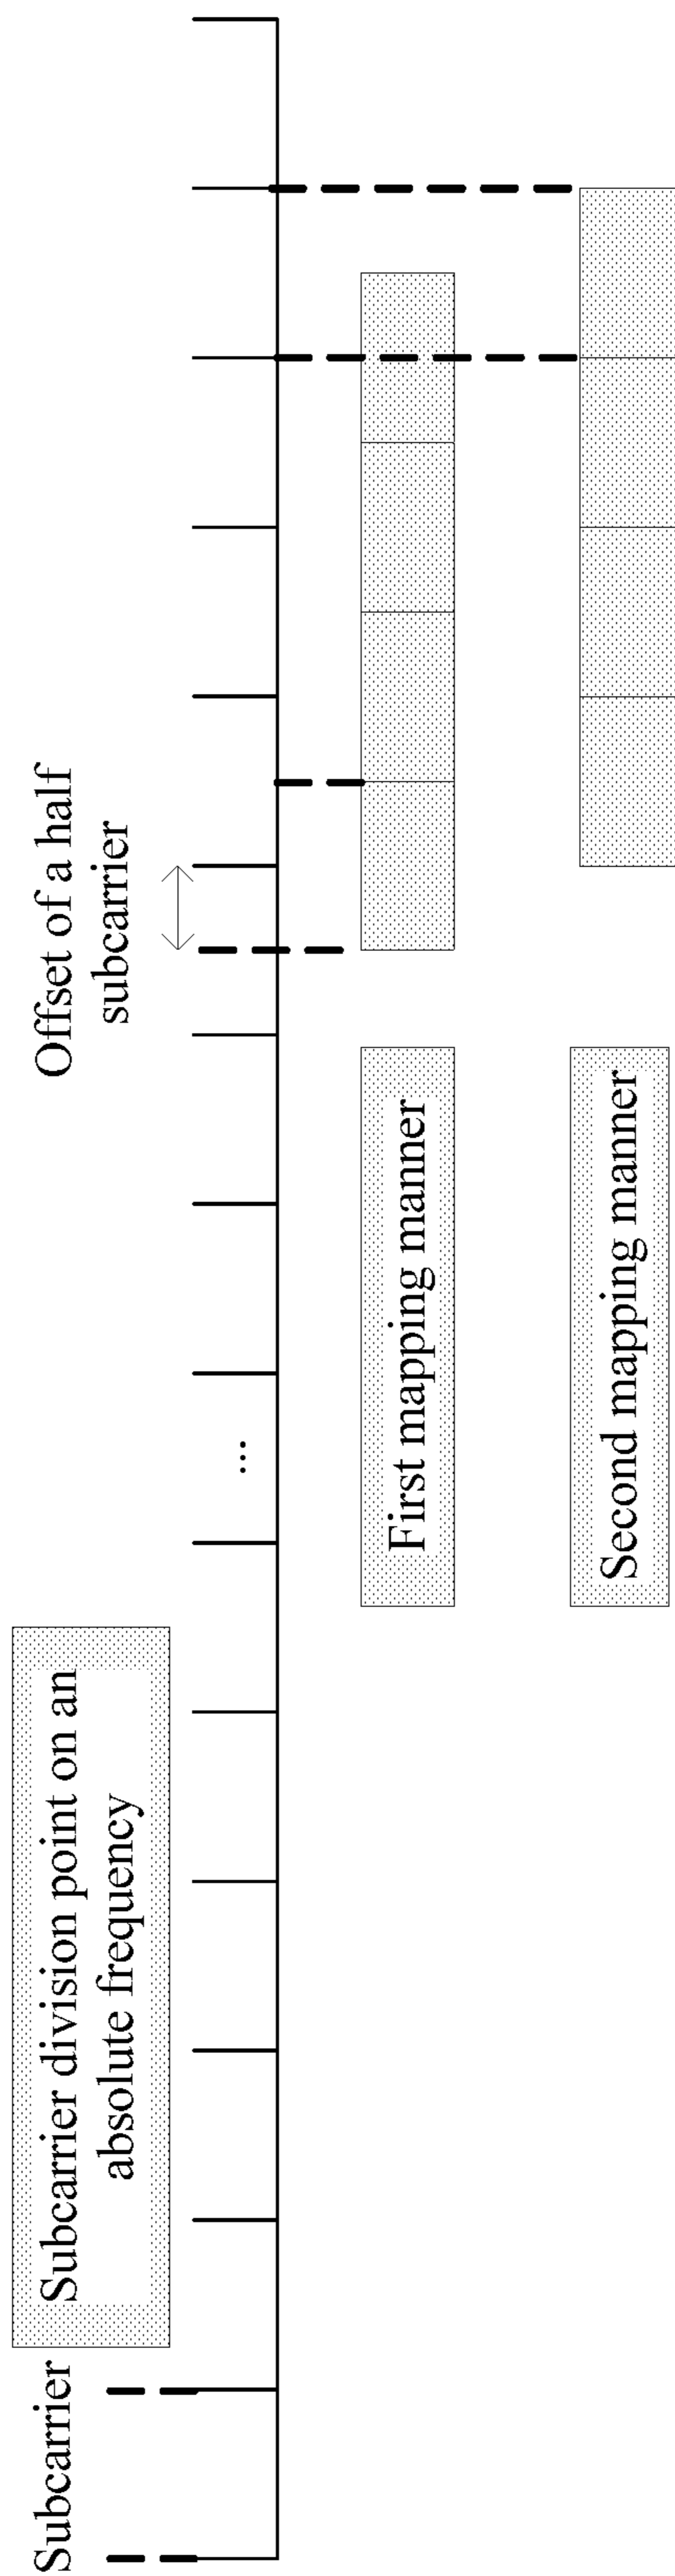 Subcarrier
Subcarrier division point on an
absolute frequency
...
Offset of a half
subcarrier
First mapping manner
Second mapping manner